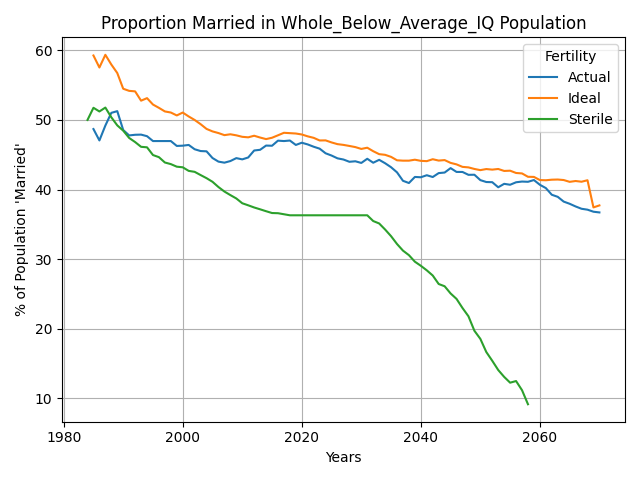 Proportion Married in Whole_Below_Average_IQ Population
Fertility
Actual
Ideal
Sterile
% of Population 'Married'
60
50
40
30
20
10
1980
2000
2020
2040
2060
Years